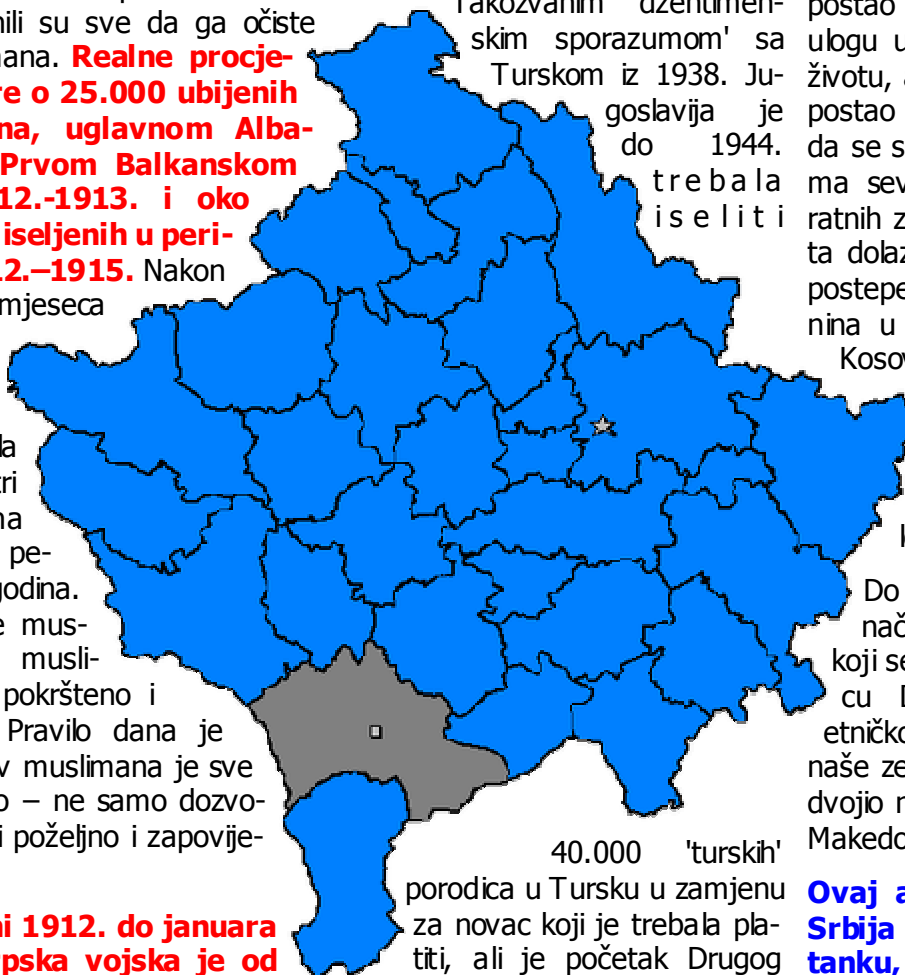 nili su sve da ga očiste
mana. Realne procje-
re o 25.000 ubijenih
na, uglavnom Alba-
Prvom Balkanskom
12.-1913. i oko
iseljenih u peri-
12.–1915. Nakon
mjeseca
la
tri
na
pe-
godina.
e mus-
musli-
pokršteno i
Pravilo dana je
v muslimana je sve
o – ne samo dozvo-
i poželjno i zapovije-
ni 1912. do januara
rpska vojska je od
Takozvanim džentlmen-
skim sporazumom' sa
Turskom iz 1938. Ju-
goslavija je
do 1944.
trebala
iseliti
40.000 'turskih'
porodica u Tursku u zamjenu
za novac koji je trebala pla-
titi, ali je početak Drugog
postao
ulogu u
životu, a
postao
da se s
ma sev
ratnih z
ta dolaz
postepe
nina u
Kosov
k
Do
nač
koji se
cu D
etničko
naše ze
dvojio n
Makedo
Ovaj a
Srbija
tanku,